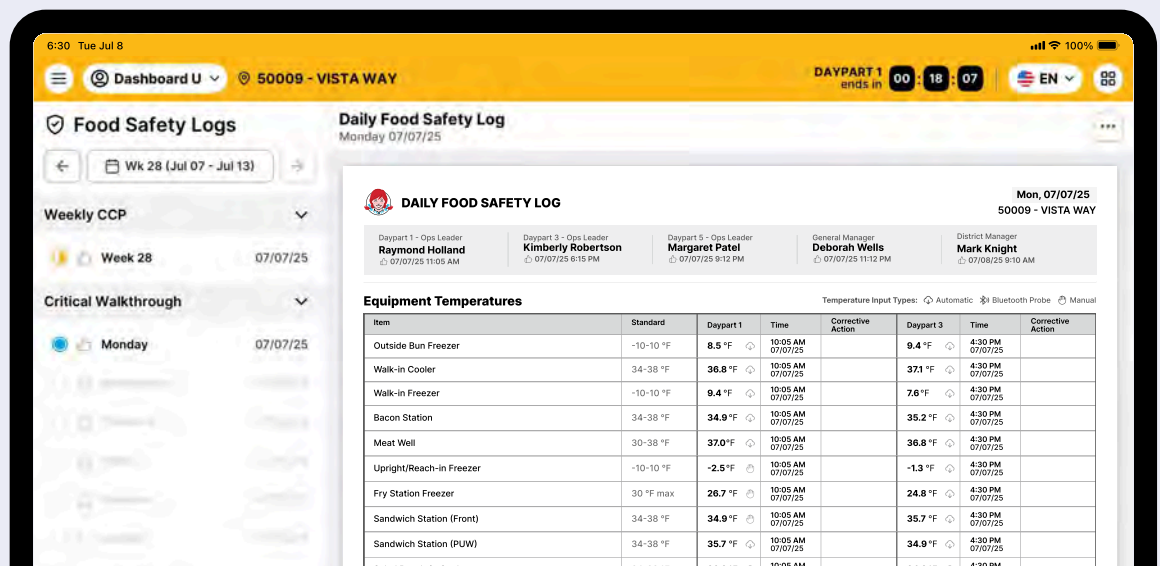 6:30 Tue Jul 8
100%
Dashboard U
50009 - VISTA WAY
DAYPART 1
ends in
00 : 18 : 07
EN
Food Safety Logs
Wk 28 (Jul 07 - Jul 13)
Weekly CCP
Week 28 07/07/25
Critical Walkthrough
Monday 07/07/25
Daily Food Safety Log
Monday 07/07/25
DAILY FOOD SAFETY LOG
Mon, 07/07/25
50009 - VISTA WAY
Daypart 1 - Ops Leader
Raymond Holland
07/07/25 11:05 AM
Daypart 3 - Ops Leader
Kimberly Robertson
07/07/25 6:15 PM
Daypart 5 - Ops Leader
Margaret Patel
07/07/25 9:12 PM
General Manager
Deborah Wells
07/07/25 11:12 PM
District Manager
Mark Knight
07/08/25 9:10 AM
Equipment Temperatures
Temperature Input Types: Automatic Bluetooth Probe Manual
Item Standard Daypart 1 Time Corrective Action Daypart 3 Time Corrective Action
Outside Bun Freezer -10-10 °F 8.5 °F 10:05 AM 07/07/25 9.4 °F 4:30 PM 07/07/25
Walk-in Cooler 34-38 °F 36.8 °F 10:05 AM 07/07/25 37.1 °F 4:30 PM 07/07/25
Walk-in Freezer -10-10 °F 9.4 °F 10:05 AM 07/07/25 7.6 °F 4:30 PM 07/07/25
Bacon Station 34-38 °F 34.9 °F 10:05 AM 07/07/25 35.2 °F 4:30 PM 07/07/25
Meat Well 30-38 °F 37.0 °F 10:05 AM 07/07/25 36.8 °F 4:30 PM 07/07/25
Upright/Reach-in Freezer -10-10 °F -2.5 °F 10:05 AM 07/07/25 -1.3 °F 4:30 PM 07/07/25
Fry Station Freezer 30 °F max 26.7 °F 10:05 AM 07/07/25 24.8 °F 4:30 PM 07/07/25
Sandwich Station (Front) 34-38 °F 34.9 °F 10:05 AM 07/07/25 35.7 °F 4:30 PM 07/07/25
Sandwich Station (PUW) 34-38 °F 35.7 °F 10:05 AM 07/07/25 34.9 °F 4:30 PM 07/07/25
10:05 AM 4:30 PM